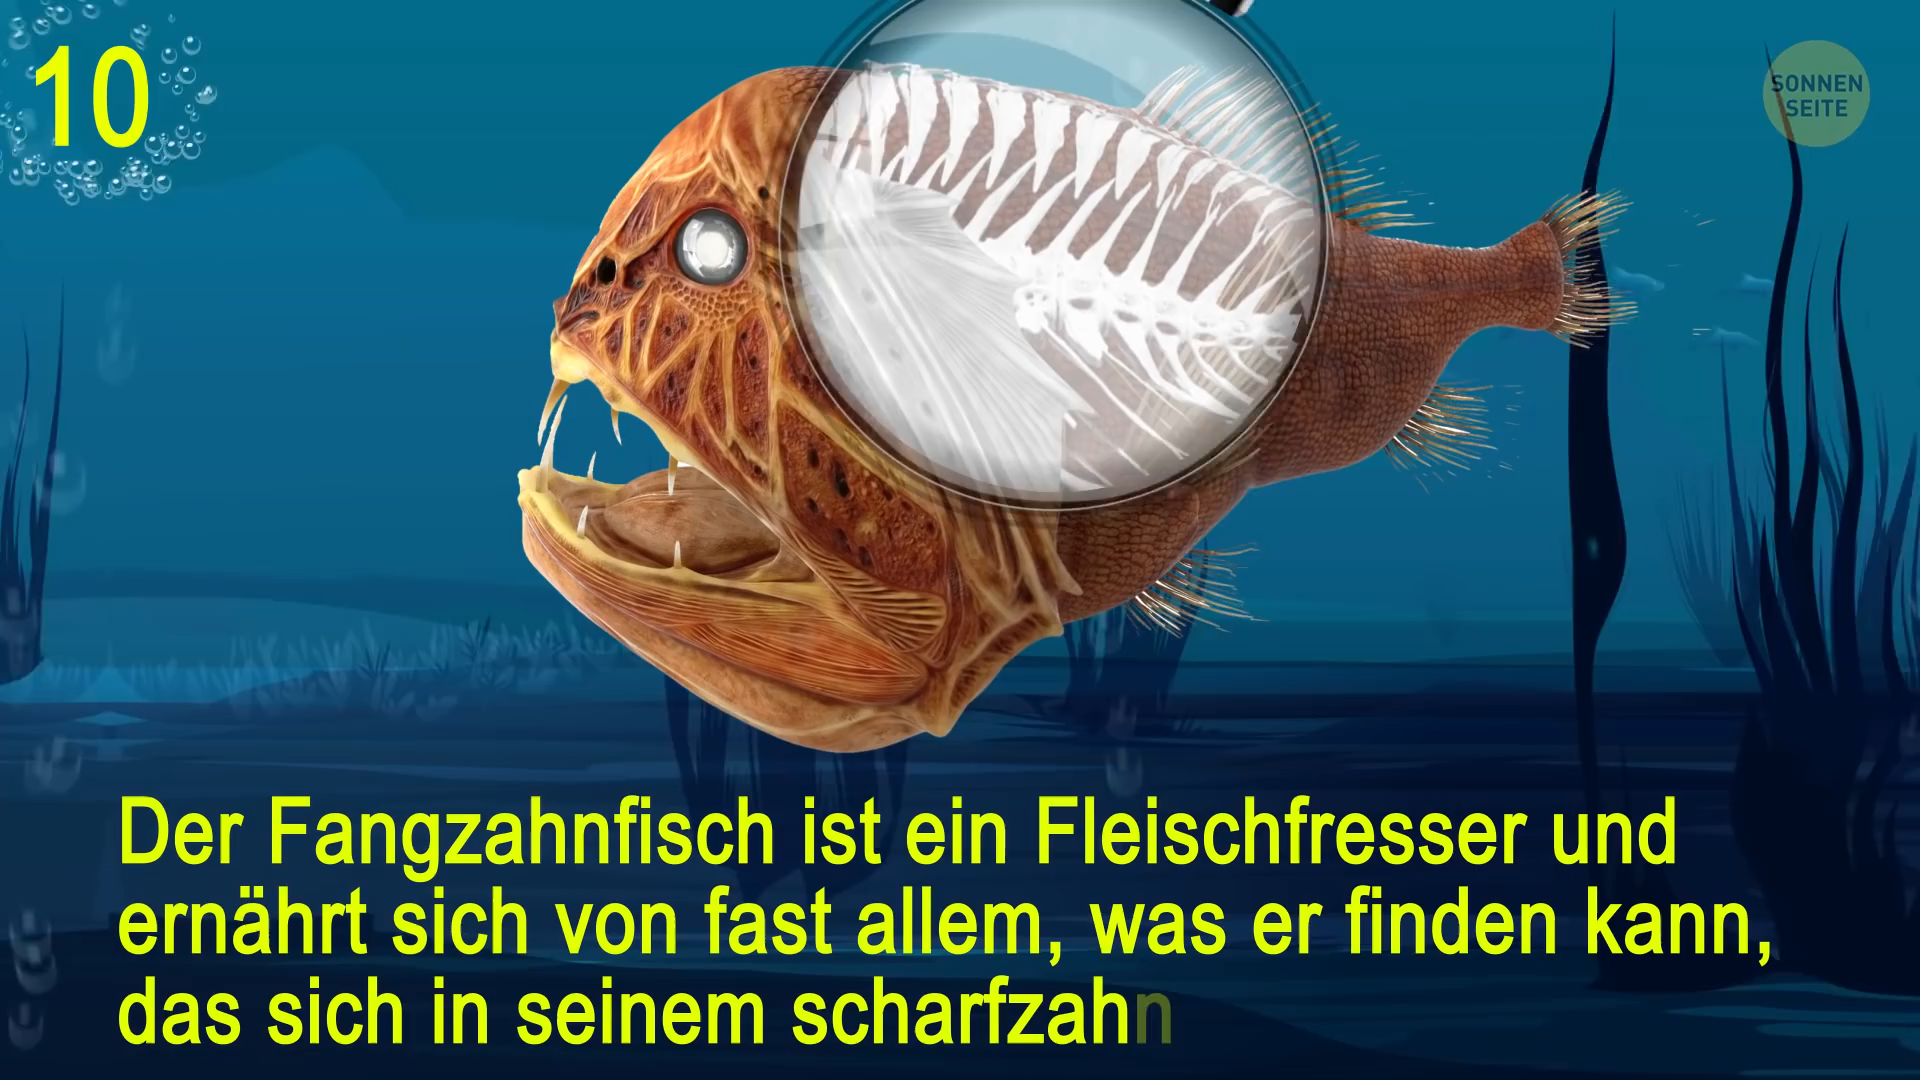 10
SONNEN
SEITE
Der Fangzahnfisch ist ein Fleischfresser und
ernährt sich von fast allem, was er finden kann,
das sich in seinem scharfzahn